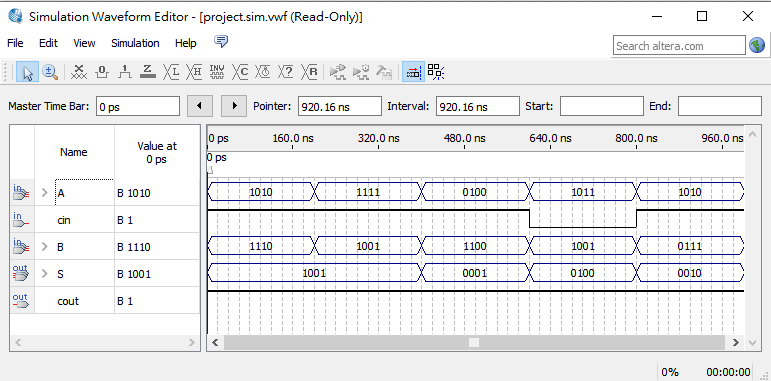 Simulation Waveform Editor - [project.sim.vwf (Read-Only)]
File Edit View Simulation Help
Search altera.com
Master Time Bar: 0 ps Pointer: 920.16 ns Interval: 920.16 ns Start: End:
Name Value at 0 ps
0 ps 160.0 ns 320.0 ns 480.0 ns 640.0 ns 800.0 ns 960.0 ns
0 ps
in A B 1010 1010 1111 0100 1011 1010
in cin B 1
in B B 1110 1110 1001 1100 1001 0111
out S B 1001 1001 0001 0100 0010
out cout B 1
0% 00:00:00